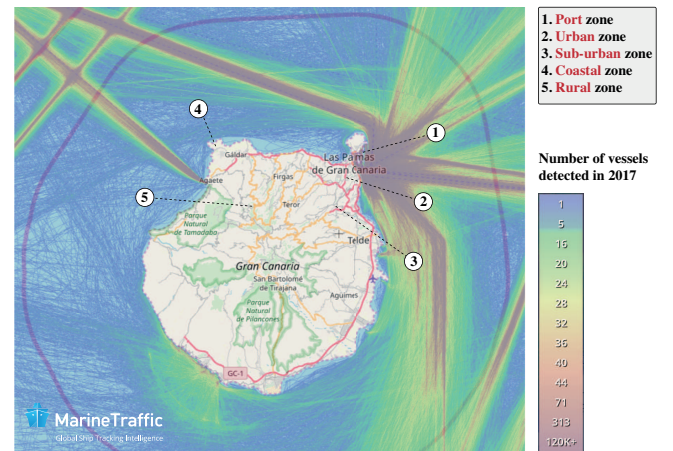 1. Port zone
2. Urban zone
3. Sub-urban zone
4. Coastal zone
5. Rural zone
4
1
Gáldar
Las Palmas
de Gran Canaria
Agaete
Firgas
5
2
Teror
Parque
Natural
de Tamadaba
Telde
3
Gran Canaria
San Bartolomé
de Tirajana
Agüimes
Parque
Natural
de Pilancones
GC-1
MarineTraffic
Global Ship Tracking Intelligence
Number of vessels
detected in 2017
1
5
16
20
24
28
32
36
40
44
71
313
120K+